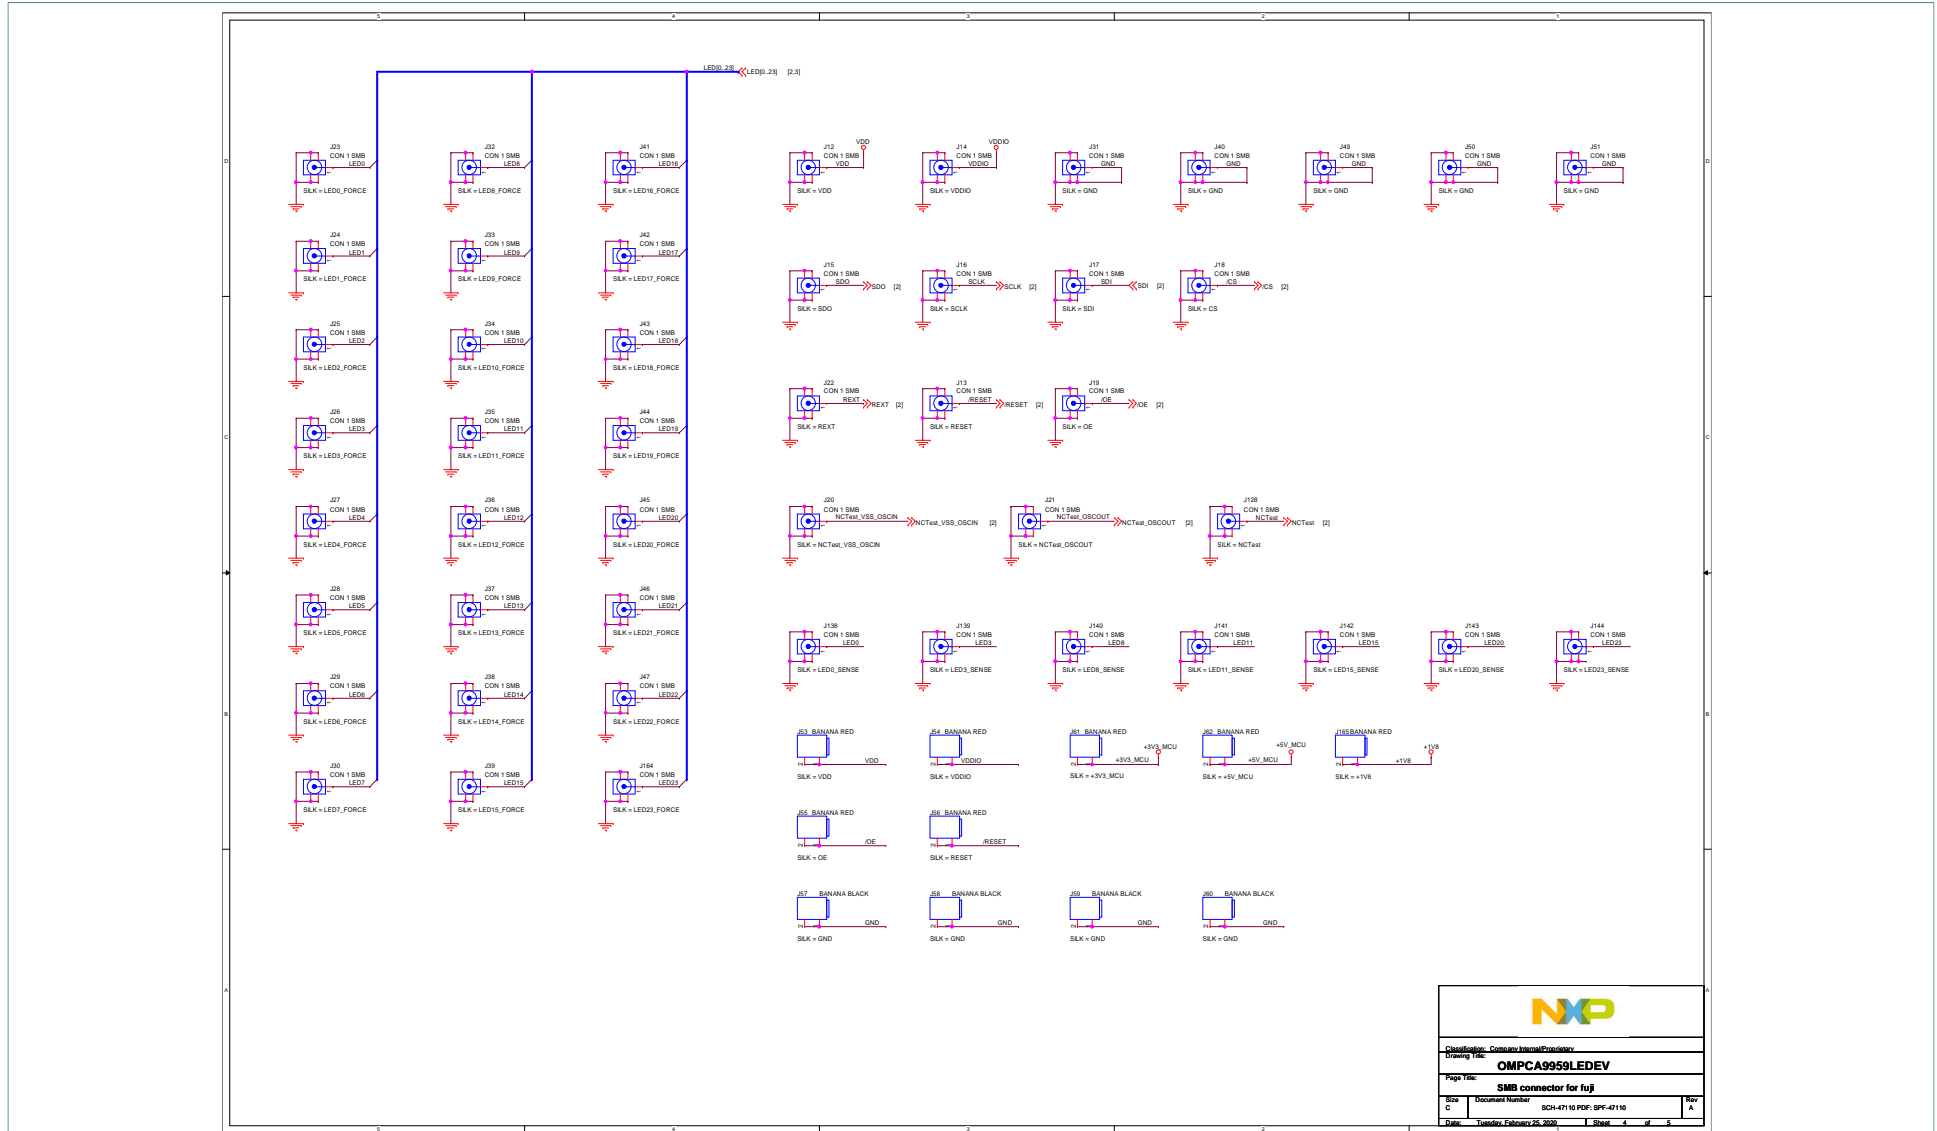 5 4 3 2 1
LED[0..23] LED[0..23] [2,3]
D D
J23
CON 1 SMB
LED0
SILK = LED0_FORCE
J32
CON 1 SMB
LED8
SILK = LED8_FORCE
J41
CON 1 SMB
LED16
SILK = LED16_FORCE
J12
CON 1 SMB
VDD
VDD
SILK = VDD
J14
CON 1 SMB
VDDIO
VDDIO
SILK = VDDIO
J31
CON 1 SMB
GND
SILK = GND
J40
CON 1 SMB
GND
SILK = GND
J49
CON 1 SMB
GND
SILK = GND
J50
CON 1 SMB
GND
SILK = GND
J51
CON 1 SMB
GND
SILK = GND
J24
CON 1 SMB
LED1
SILK = LED1_FORCE
J33
CON 1 SMB
LED9
SILK = LED9_FORCE
J42
CON 1 SMB
LED17
SILK = LED17_FORCE
J15
CON 1 SMB
SDO
SDO [2]
SILK = SDO
J16
CON 1 SMB
SCLK
SCLK [2]
SILK = SCLK
J17
CON 1 SMB
SDI
SDI [2]
SILK = SDI
J18
CON 1 SMB
/CS
/CS [2]
SILK = CS
J25
CON 1 SMB
LED2
SILK = LED2_FORCE
J34
CON 1 SMB
LED10
SILK = LED10_FORCE
J43
CON 1 SMB
LED18
SILK = LED18_FORCE
J22
CON 1 SMB
REXT
REXT [2]
SILK = REXT
J13
CON 1 SMB
/RESET
/RESET [2]
SILK = RESET
J19
CON 1 SMB
/OE
/OE [2]
SILK = OE
J26
CON 1 SMB
LED3
SILK = LED3_FORCE
J35
CON 1 SMB
LED11
SILK = LED11_FORCE
J44
CON 1 SMB
LED19
SILK = LED19_FORCE
C C
J27
CON 1 SMB
LED4
SILK = LED4_FORCE
J36
CON 1 SMB
LED12
SILK = LED12_FORCE
J45
CON 1 SMB
LED20
SILK = LED20_FORCE
J20
CON 1 SMB
NCTest_VSS_OSCIN
NCTest_VSS_OSCIN [2]
SILK = NCTest_VSS_OSCIN
J21
CON 1 SMB
NCTest_OSCOUT
NCTest_OSCOUT [2]
SILK = NCTest_OSCOUT
J128
CON 1 SMB
NCTest
NCTest [2]
SILK = NCTest
J28
CON 1 SMB
LED5
SILK = LED5_FORCE
J37
CON 1 SMB
LED13
SILK = LED13_FORCE
J46
CON 1 SMB
LED21
SILK = LED21_FORCE
J138
CON 1 SMB
LED0
SILK = LED0_SENSE
J139
CON 1 SMB
LED3
SILK = LED3_SENSE
J140
CON 1 SMB
LED8
SILK = LED8_SENSE
J141
CON 1 SMB
LED11
SILK = LED11_SENSE
J142
CON 1 SMB
LED15
SILK = LED15_SENSE
J143
CON 1 SMB
LED20
SILK = LED20_SENSE
J144
CON 1 SMB
LED23
SILK = LED23_SENSE
J29
CON 1 SMB
LED6
SILK = LED6_FORCE
J38
CON 1 SMB
LED14
SILK = LED14_FORCE
J47
CON 1 SMB
LED22
SILK = LED22_FORCE
B B
J53 BANANA RED
2
VDD
SILK = VDD
J54 BANANA RED
2
VDDIO
SILK = VDDIO
J61 BANANA RED
+3V3_MCU
2
+3V3_MCU
SILK = +3V3_MCU
J62 BANANA RED
+5V_MCU
2
+5V_MCU
SILK = +5V_MCU
J165 BANANA RED
+1V8
2
+1V8
SILK = +1V8
J30
CON 1 SMB
LED7
SILK = LED7_FORCE
J39
CON 1 SMB
LED15
SILK = LED15_FORCE
J164
CON 1 SMB
LED23
SILK = LED23_FORCE
J55 BANANA RED
2
/OE
SILK = OE
J56 BANANA RED
2
/RESET
SILK = RESET
J57 BANANA BLACK
2
GND
SILK = GND
J58 BANANA BLACK
2
GND
SILK = GND
J59 BANANA BLACK
2
GND
SILK = GND
J60 BANANA BLACK
2
GND
SILK = GND
A A
NXP
Classification: Company Internal/Proprietary
Drawing Title:
OMPCA9959LEDEV
Page Title:
SMB connector for fuji
Size Document Number Rev
C SCH-47110 PDF: SPF-47110 A
Date: Tuesday, February 25, 2020 Sheet 4 of 5
5 4 3 2 1